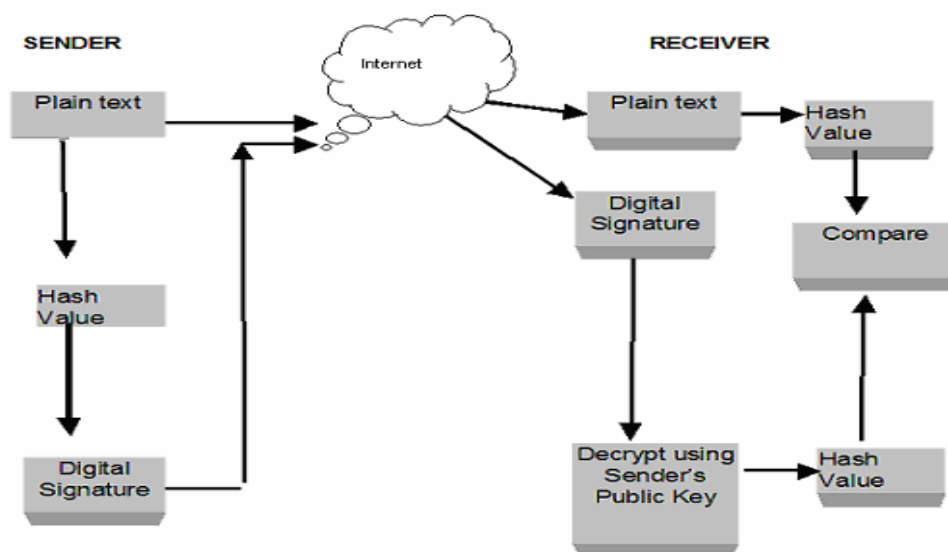 SENDER
RECEIVER
Internet
Plain text
Hash
Value
Digital
Signature
Plain text
Hash
Value
Digital
Signature
Compare
Decrypt using
Sender's
Public Key
Hash
Value